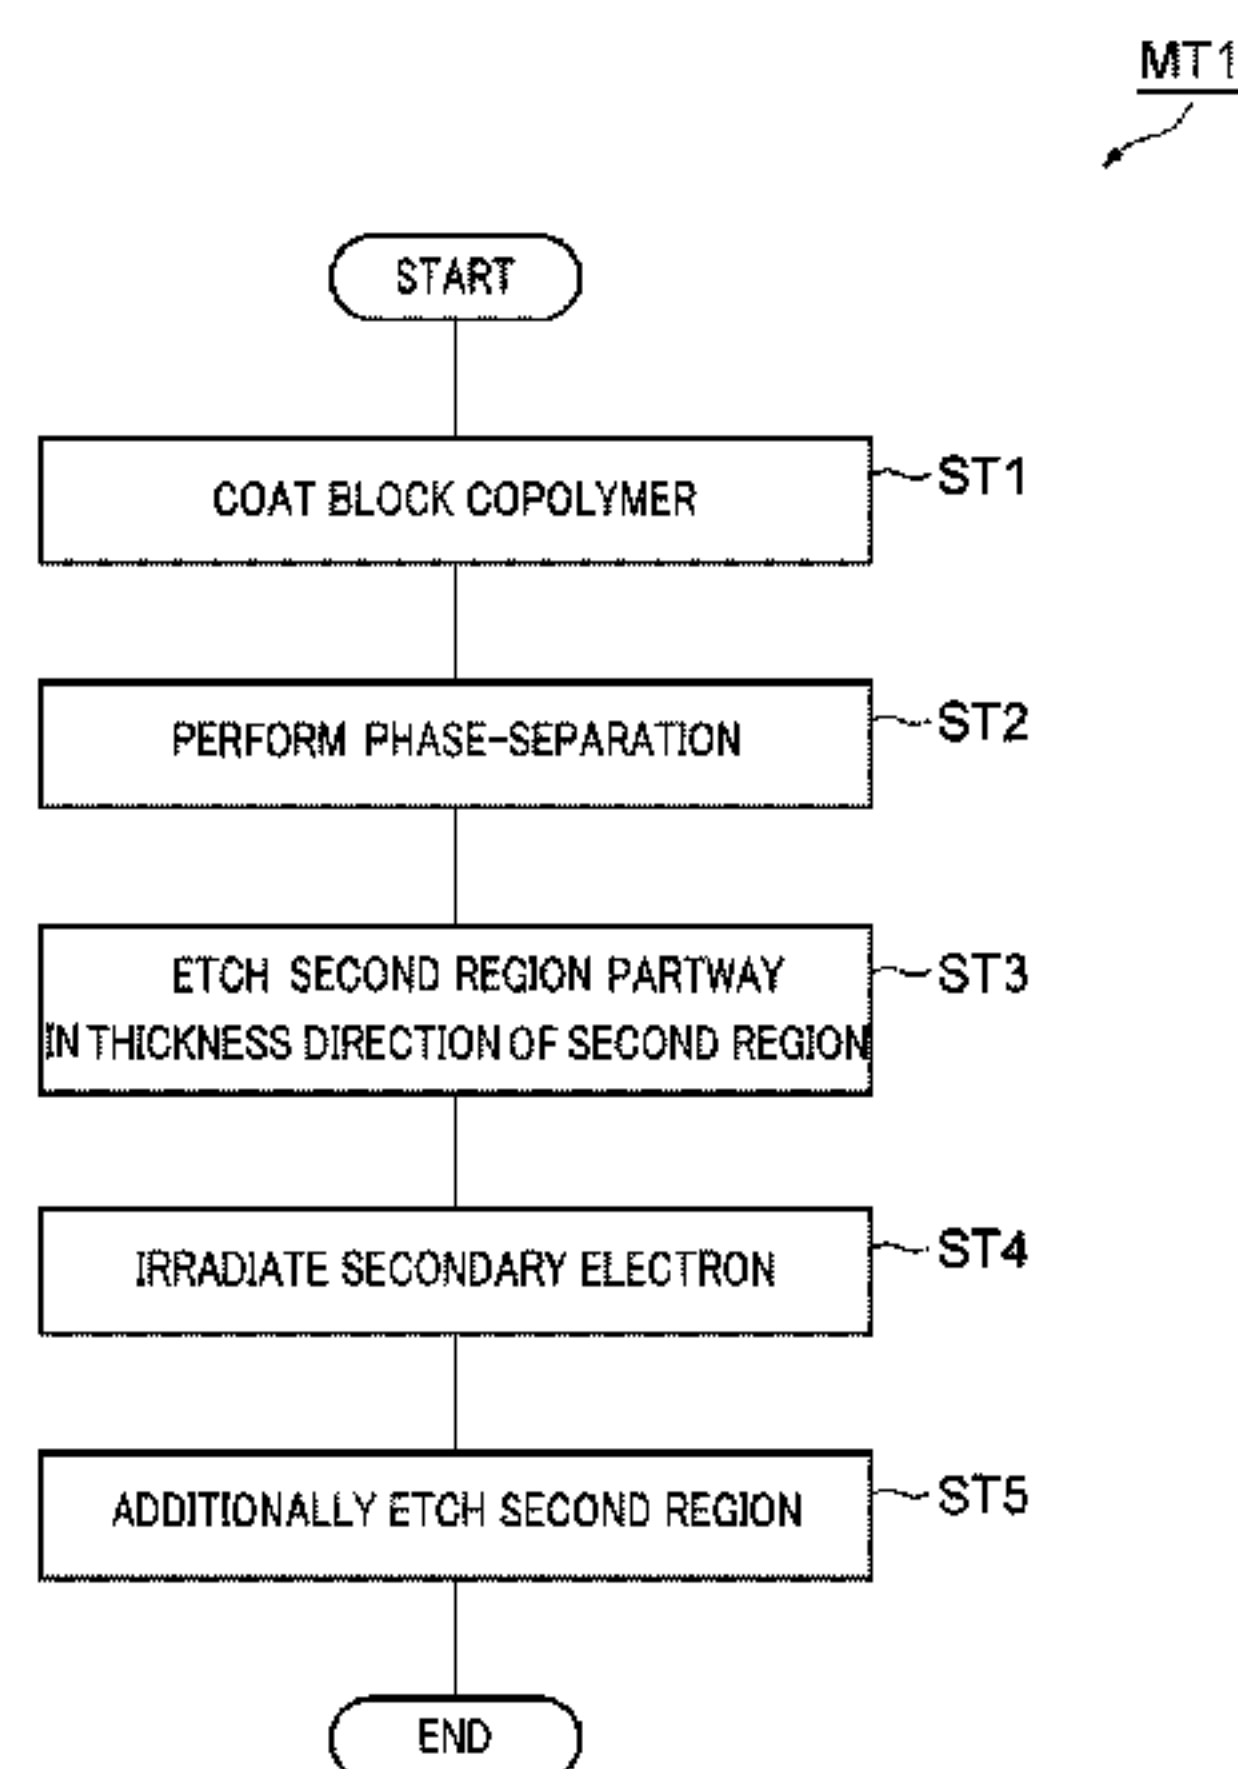 MT1
START
COAT BLOCK COPOLYMER
ST1
PERFORM PHASE-SEPARATION
ST2
ETCH SECOND REGION PARTWAY
IN THICKNESS DIRECTION OF SECOND REGION
ST3
IRRADIATE SECONDARY ELECTRON
ST4
ADDITIONALLY ETCH SECOND REGION
ST5
END